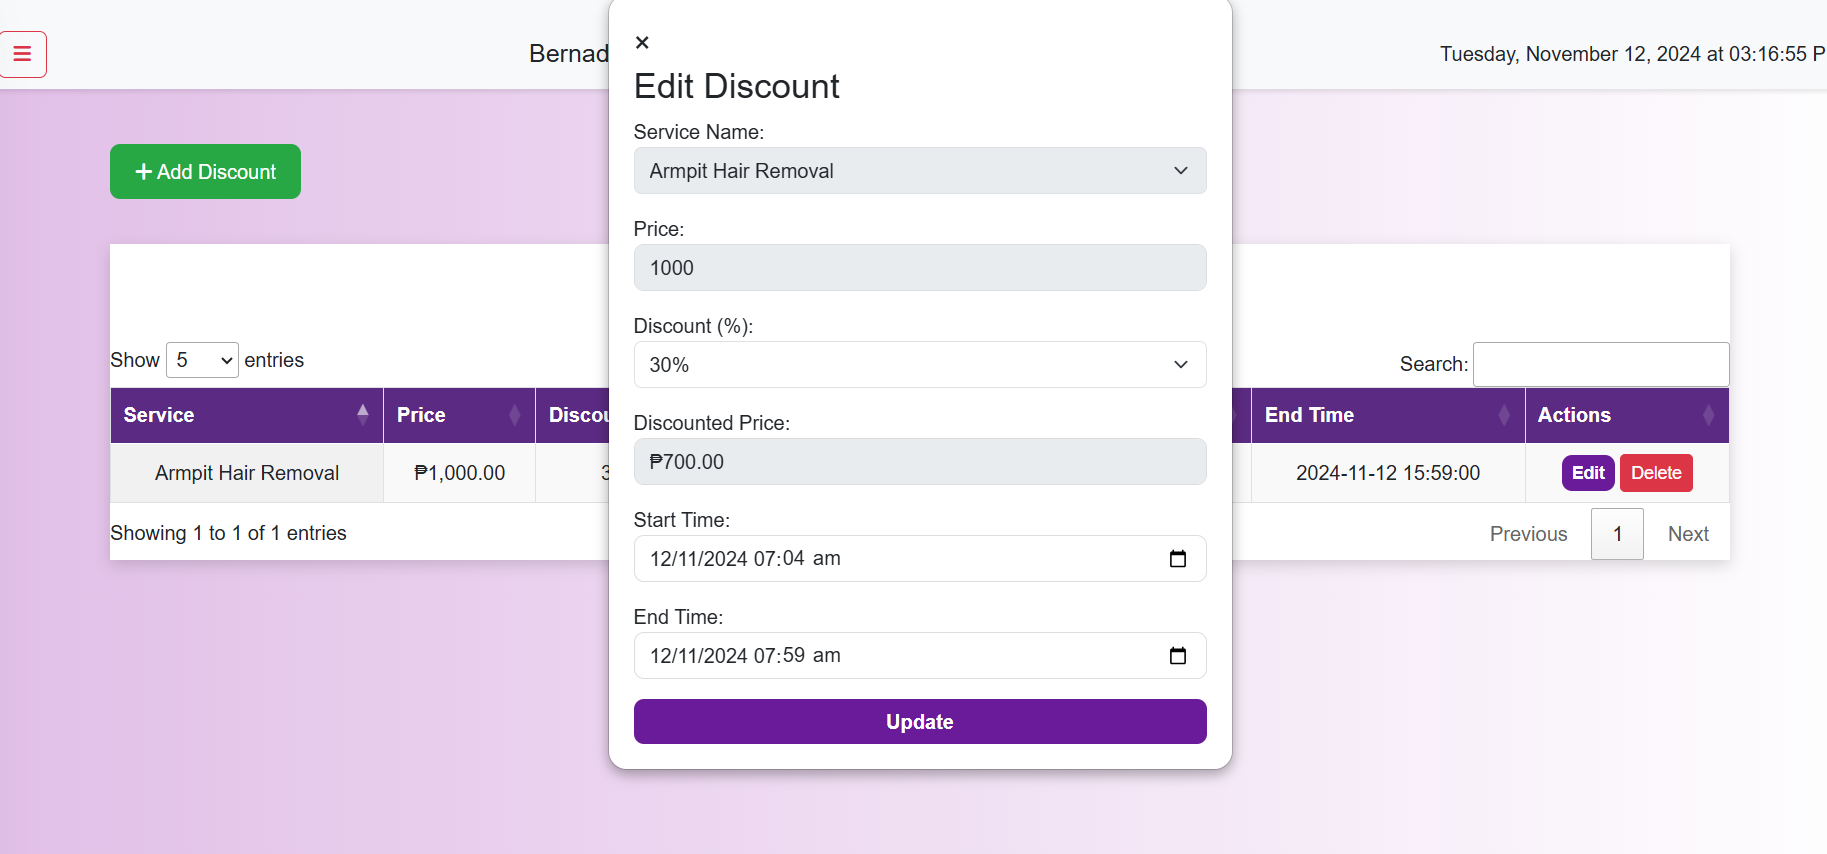 Bernad
Tuesday, November 12, 2024 at 03:16:55 P
Add Discount
Show 5 entries
Search:
Service Price Discou End Time Actions
Armpit Hair Removal ₱1,000.00 3 2024-11-12 15:59:00 Edit Delete
Showing 1 to 1 of 1 entries
Previous 1 Next
×
Edit Discount
Service Name:
Armpit Hair Removal
Price:
1000
Discount (%):
30%
Discounted Price:
₱700.00
Start Time:
12/11/2024 07:04 am
End Time:
12/11/2024 07:59 am
Update